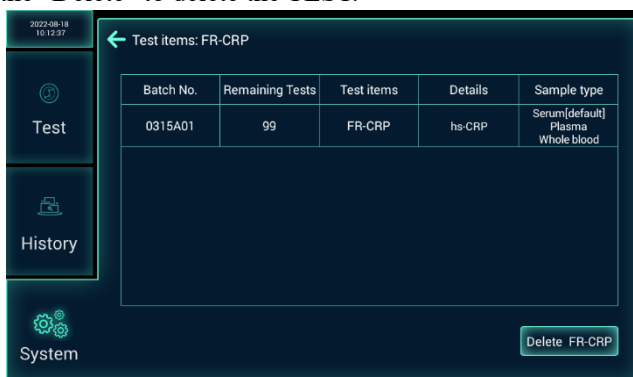 2022-08-18
10:12:37
Test items: FR-CRP
Test
History
System
Batch No. Remaining Tests Test items Details Sample type
0315A01 99 FR-CRP hs-CRP Serum[default]
Plasma
Whole blood
Delete FR-CRP